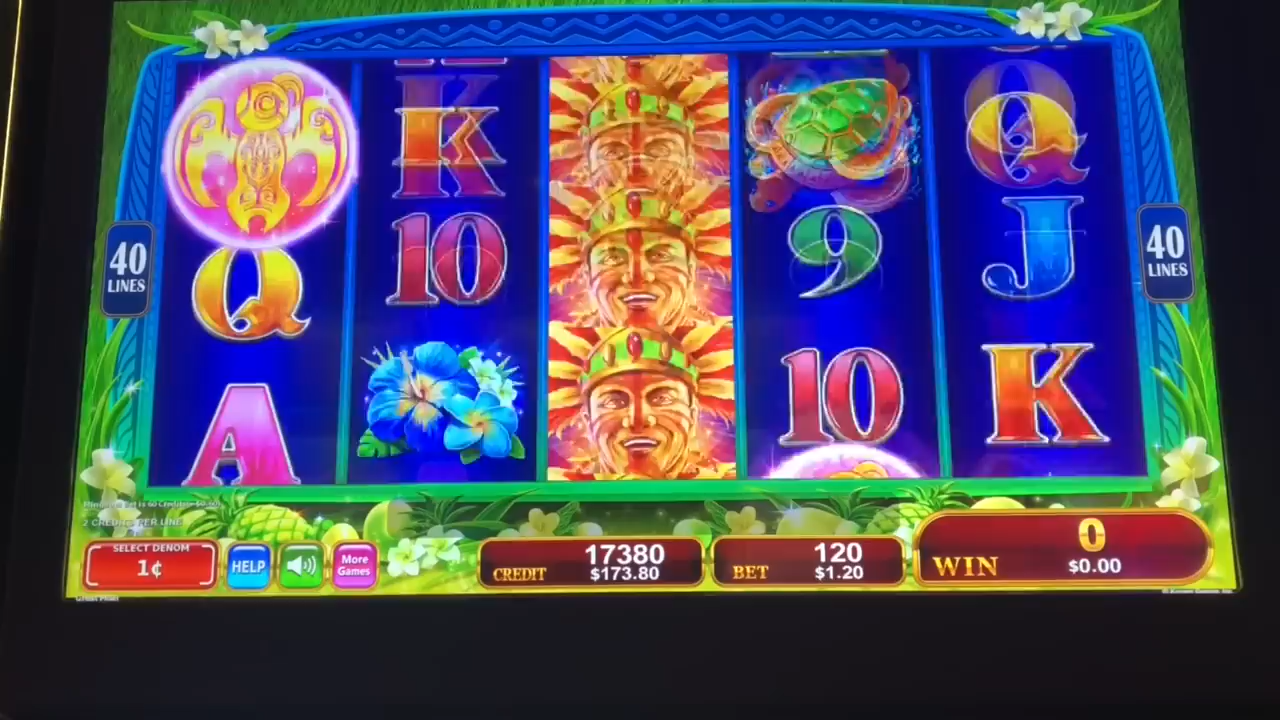 K
Q
10
9
J
Q
A
10
K
40
LINES
40
LINES
2 CREDITS PER LINE
SELECT DENOM
1¢
HELP
More
Games
CREDIT
17380
$173.80
BET
120
$1.20
WIN
0
$0.00